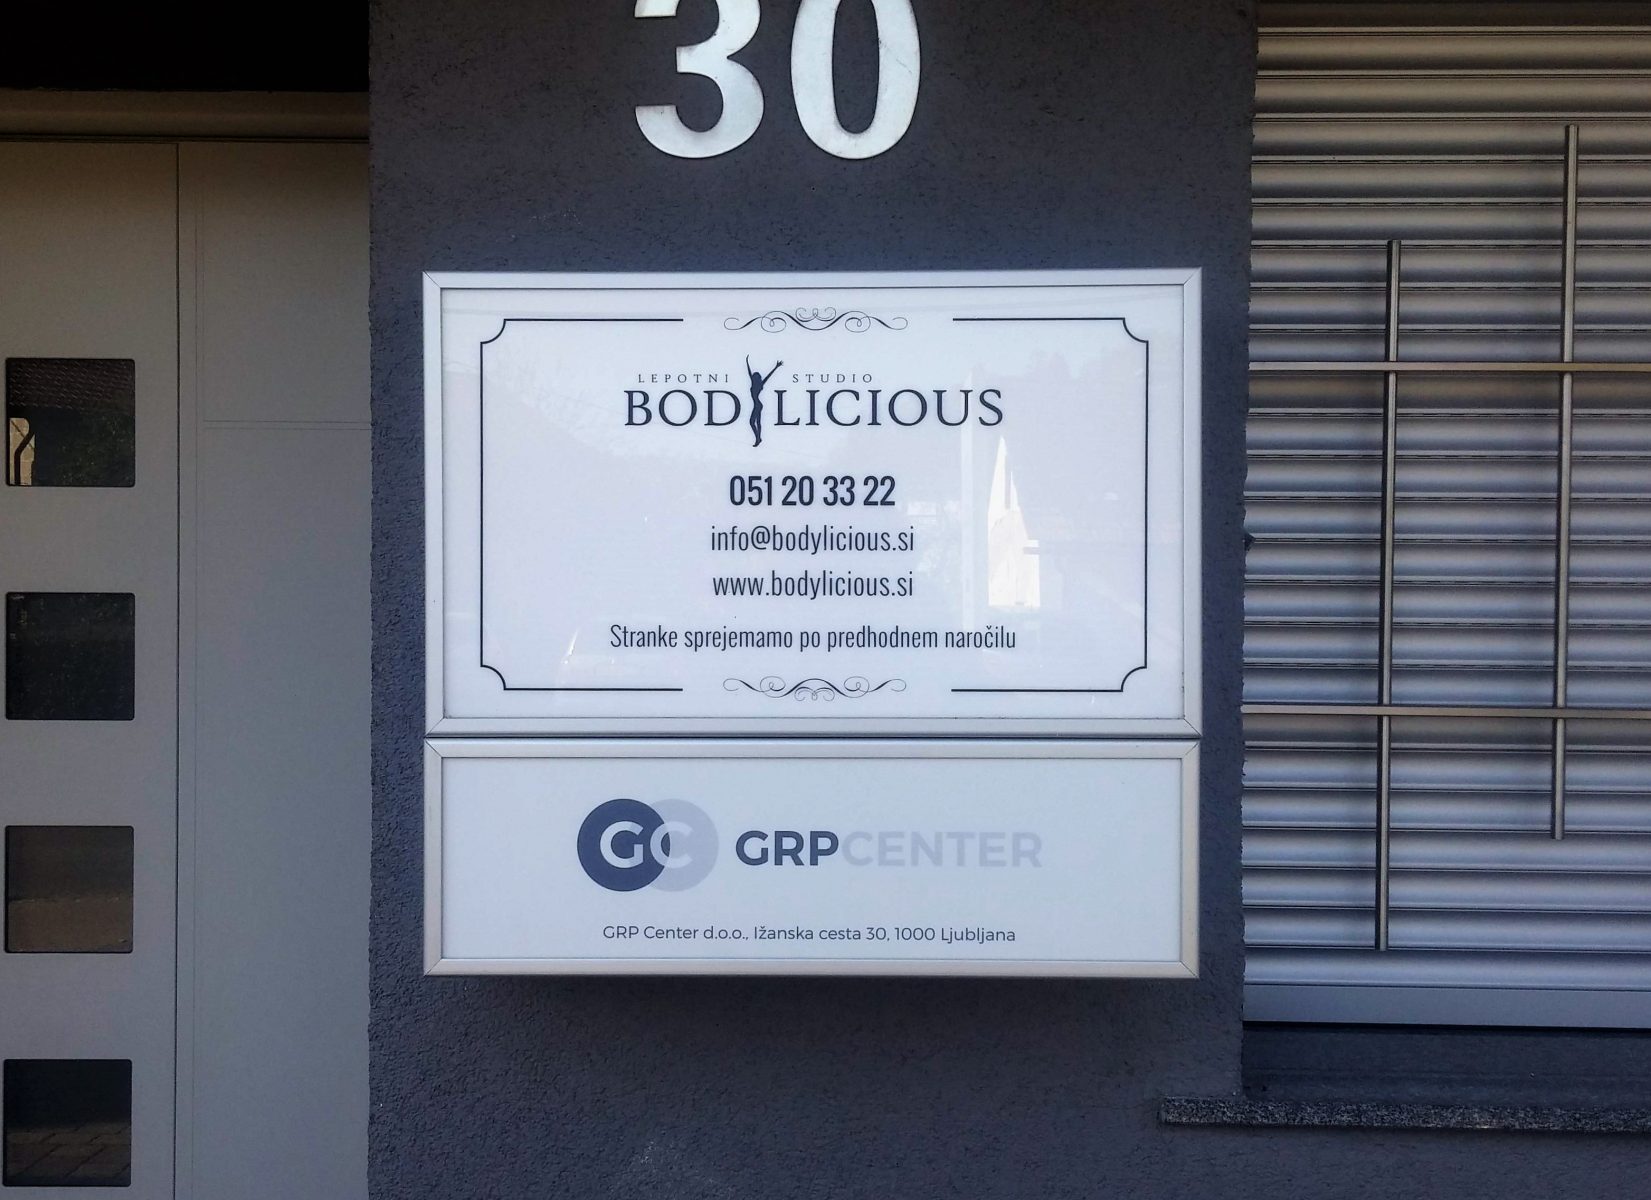 30
LEPOTNI STUDIO
BODYLICIOUS
051 20 33 22
info@bodylicious.si
www.bodylicious.si
Stranke sprejemamo po predhodnem naročilu
GC GRPCENTER
GRP Center d.o.o., Ižanska cesta 30, 1000 Ljubljana